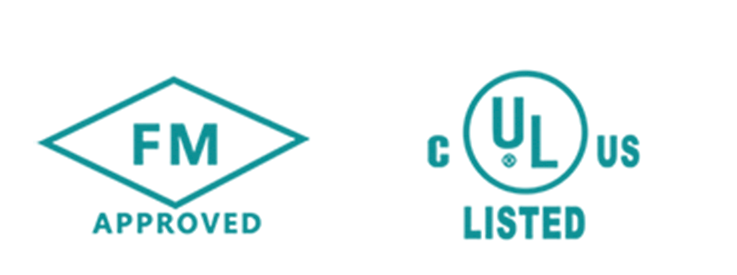 FM
APPROVED
C UL US
LISTED